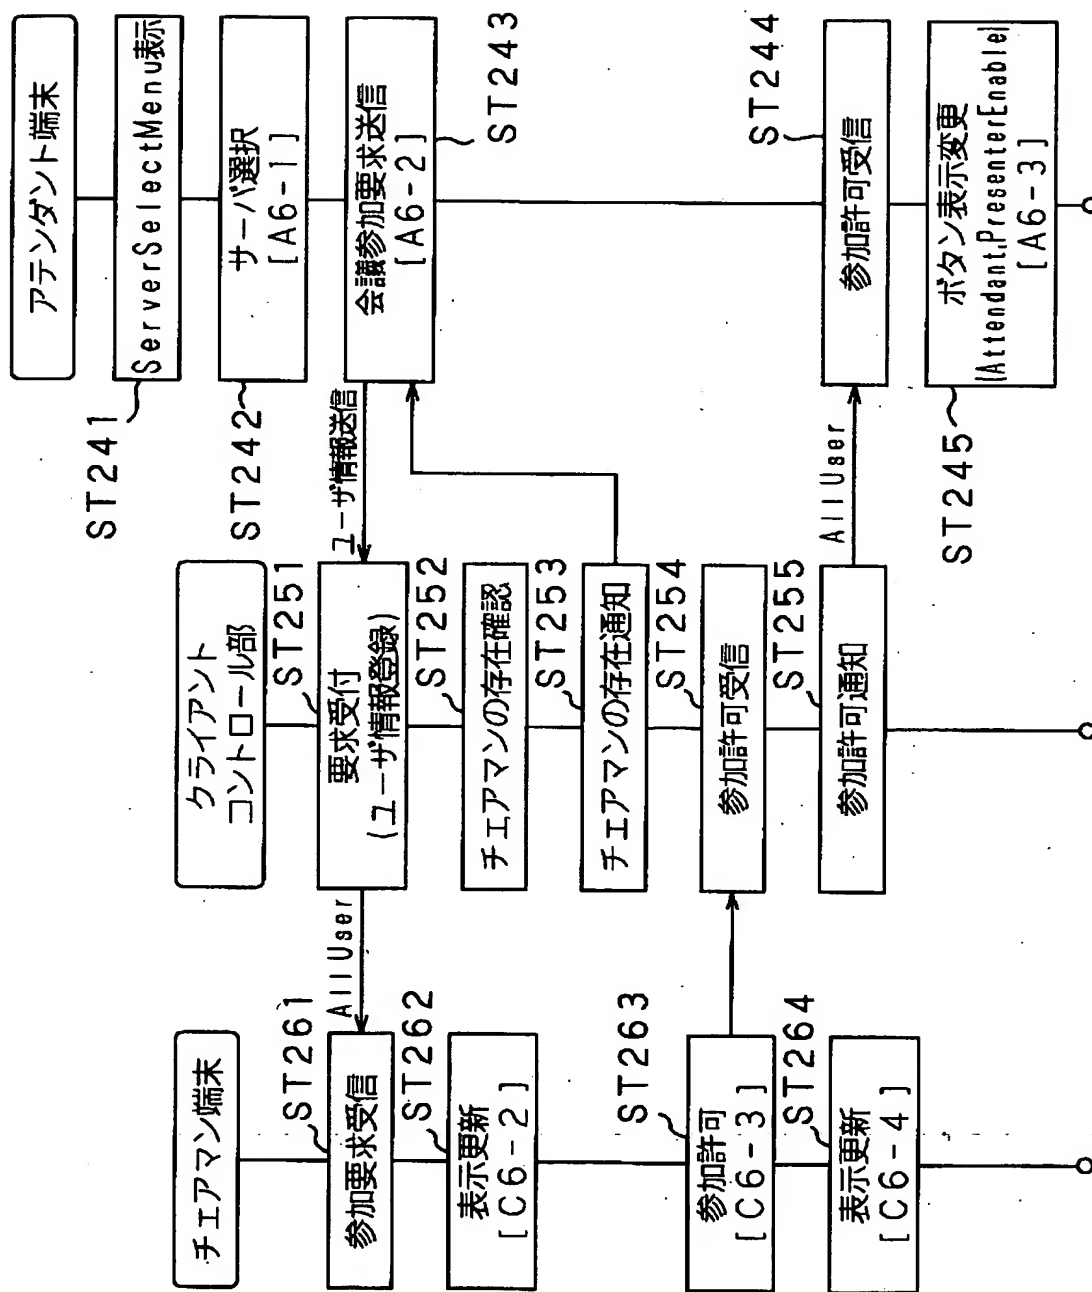 チェアマン端末
ST261
参加要求受信
ST262
表示更新
[C6-2]
ST263
参加許可
[C6-3]
ST264
表示更新
[C6-4]
AllUser
クライアント
コントロール部
ST251
要求受付
(ユーザ情報登録)
ST252
チェアマンの存在確認
ST253
チェアマンの存在通知
ST254
参加許可受信
ST255
参加許可通知
ユーザ情報送信
AllUser
アテンダント端末
ST241
ServerSelectMenu表示
ST242
サーバ選択
[A6-1]
会議参加要求送信
[A6-2]
ST243
参加許可受信
ST244
ボタン表示変更
(Attendant,PresenterEnable)
[A6-3]
ST245